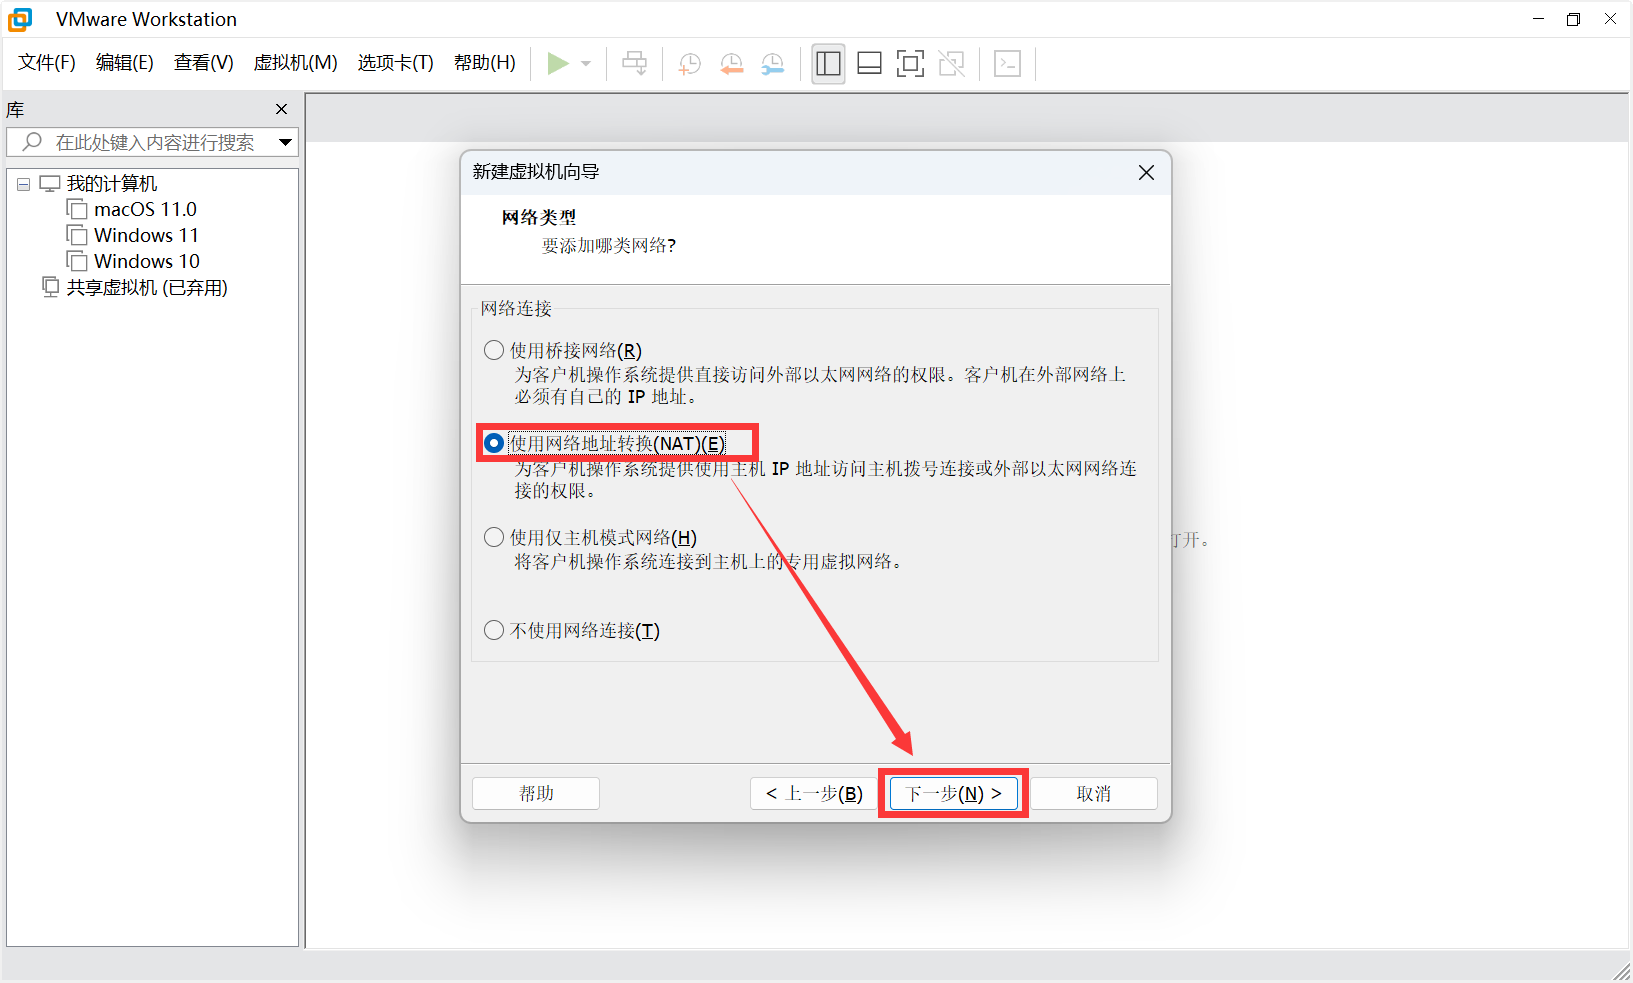 VMware Workstation
文件(F) 编辑(E) 查看(V) 虚拟机(M) 选项卡(T) 帮助(H)
库
在此处键入内容进行搜索
我的计算机
macOS 11.0
Windows 11
Windows 10
共享虚拟机 (已弃用)
新建虚拟机向导
网络类型
要添加哪类网络?
网络连接
使用桥接网络(R)
为客户机操作系统提供直接访问外部以太网网络的权限。客户机在外部网络上
必须有自己的 IP 地址。
使用网络地址转换(NAT)(E)
为客户机操作系统提供使用主机 IP 地址访问主机拨号连接或外部以太网网络连
接的权限。
使用仅主机模式网络(H)
将客户机操作系统连接到主机上的专用虚拟网络。
不使用网络连接(T)
打开。
帮助 < 上一步(B) 下一步(N) > 取消